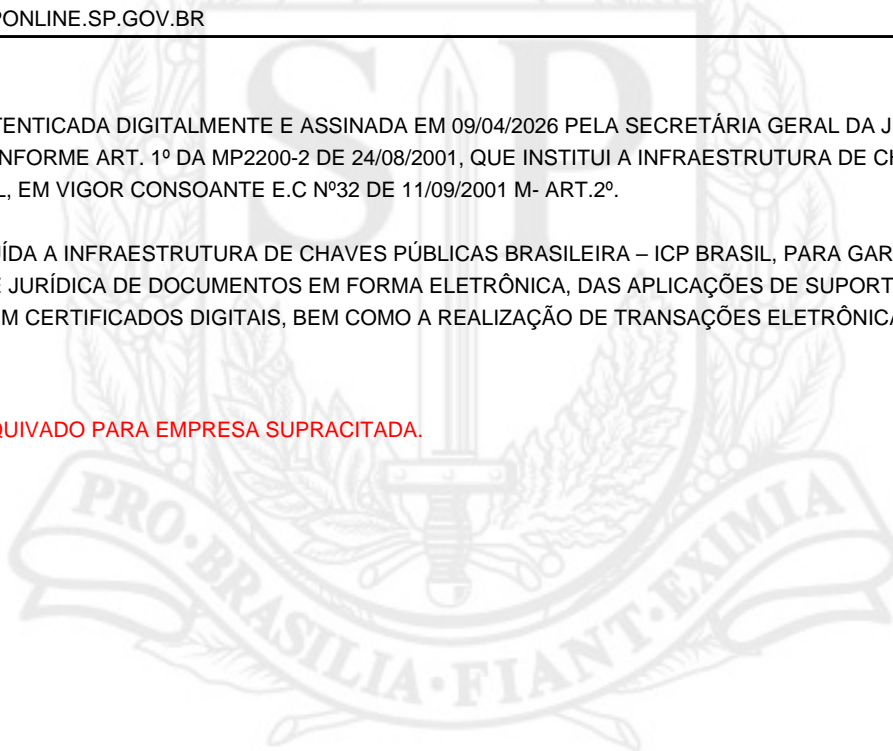 PONLINE.SP.GOV.BR
TENTICADA DIGITALMENTE E ASSINADA EM 09/04/2026 PELA SECRETÁRIA GERAL DA J
NFORME ART. 1º DA MP2200-2 DE 24/08/2001, QUE INSTITUI A INFRAESTRUTURA DE CH
L, EM VIGOR CONSOANTE E.C Nº32 DE 11/09/2001 M- ART.2º.
UÍDA A INFRAESTRUTURA DE CHAVES PÚBLICAS BRASILEIRA – ICP BRASIL, PARA GAR
E JURÍDICA DE DOCUMENTOS EM FORMA ELETRÔNICA, DAS APLICAÇÕES DE SUPORT
EM CERTIFICADOS DIGITAIS, BEM COMO A REALIZAÇÃO DE TRANSAÇÕES ELETRÔNICA
QUIVADO PARA EMPRESA SUPRACITADA.
SP
PRO·BRASILIA·FIANT·EXIMIA